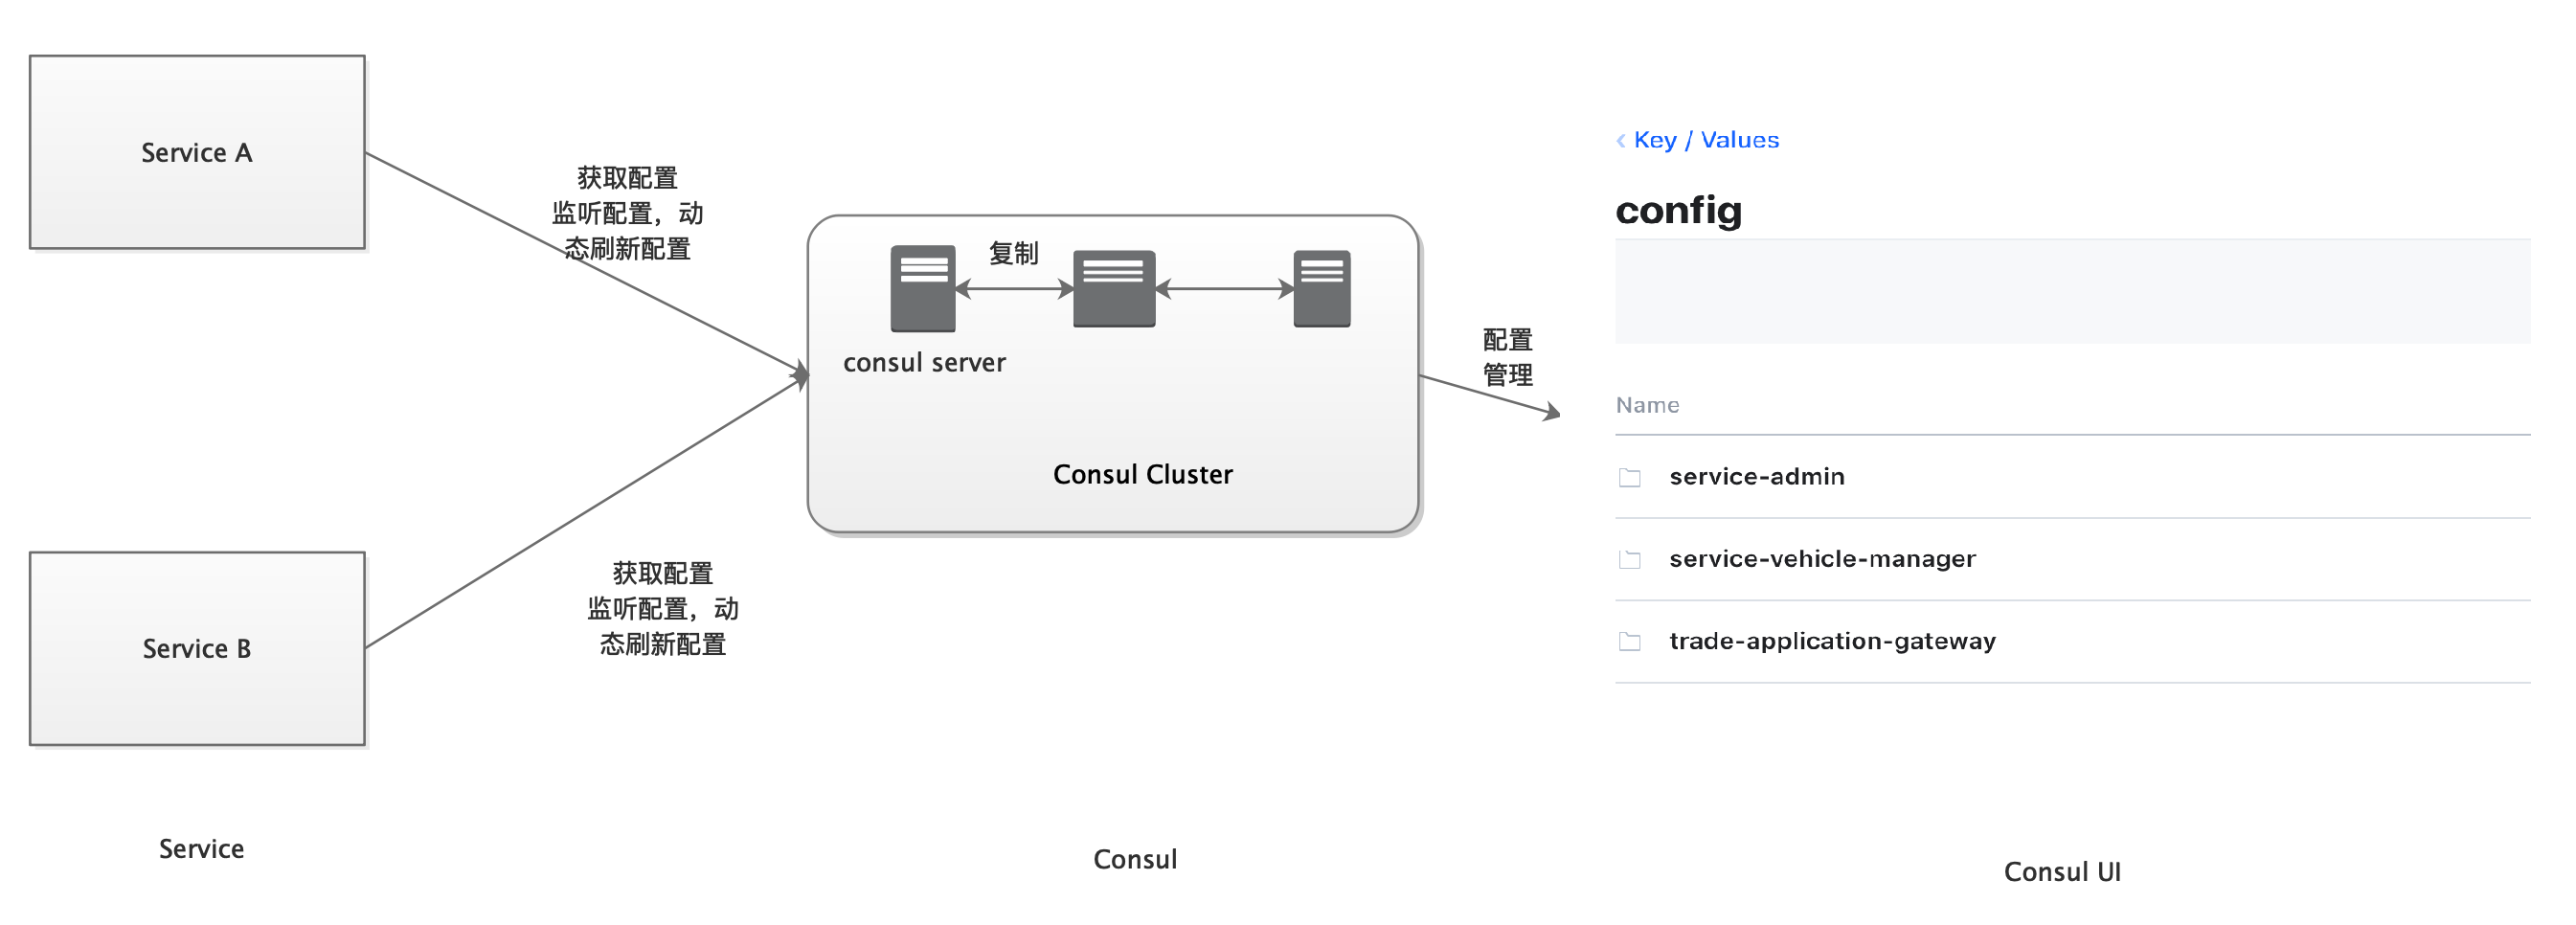 Service A
获取配置
监听配置，动
态刷新配置
Service B
获取配置
监听配置，动
态刷新配置
Service
复制
consul server
Consul Cluster
Consul
配置
管理
‹ Key / Values
config
Name
service-admin
service-vehicle-manager
trade-application-gateway
Consul UI